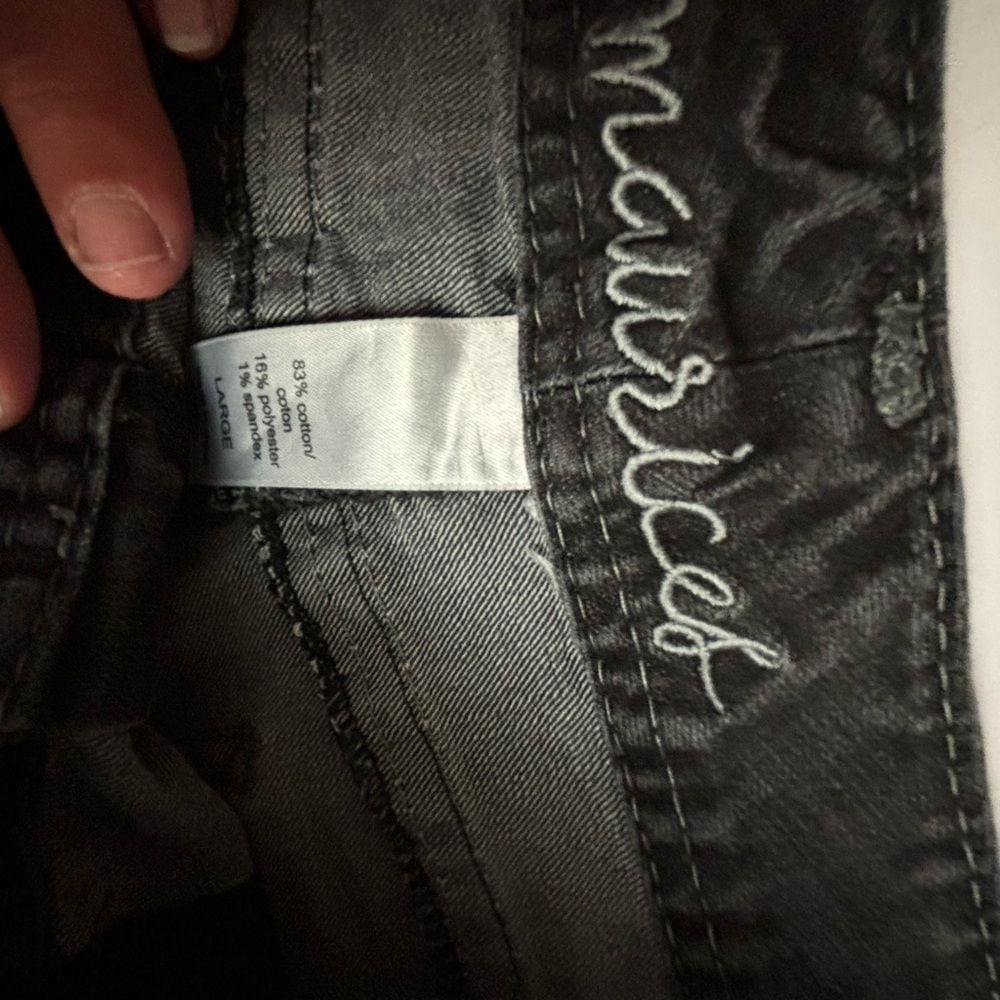 maurices
83% cotton/
coton
16% polyester
1% spandex
LARGE